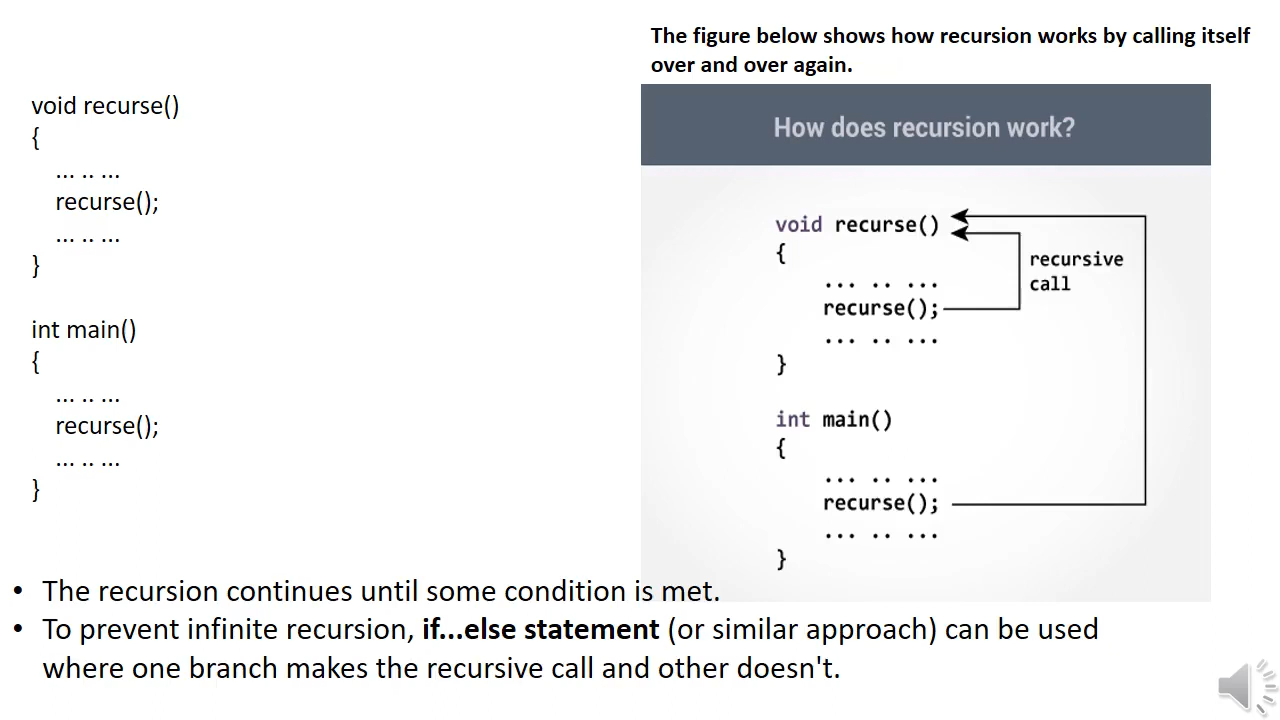 The figure below shows how recursion works by calling itself
over and over again.
void recurse()
{
... .. ...
recurse();
... .. ...
}
int main()
{
... .. ...
recurse();
... .. ...
}
How does recursion work?
void recurse()
{
... .. ...
recurse();
... .. ...
}
recursive
call
int main()
{
... .. ...
recurse();
... .. ...
}
• The recursion continues until some condition is met.
• To prevent infinite recursion, if...else statement (or similar approach) can be used
where one branch makes the recursive call and other doesn't.